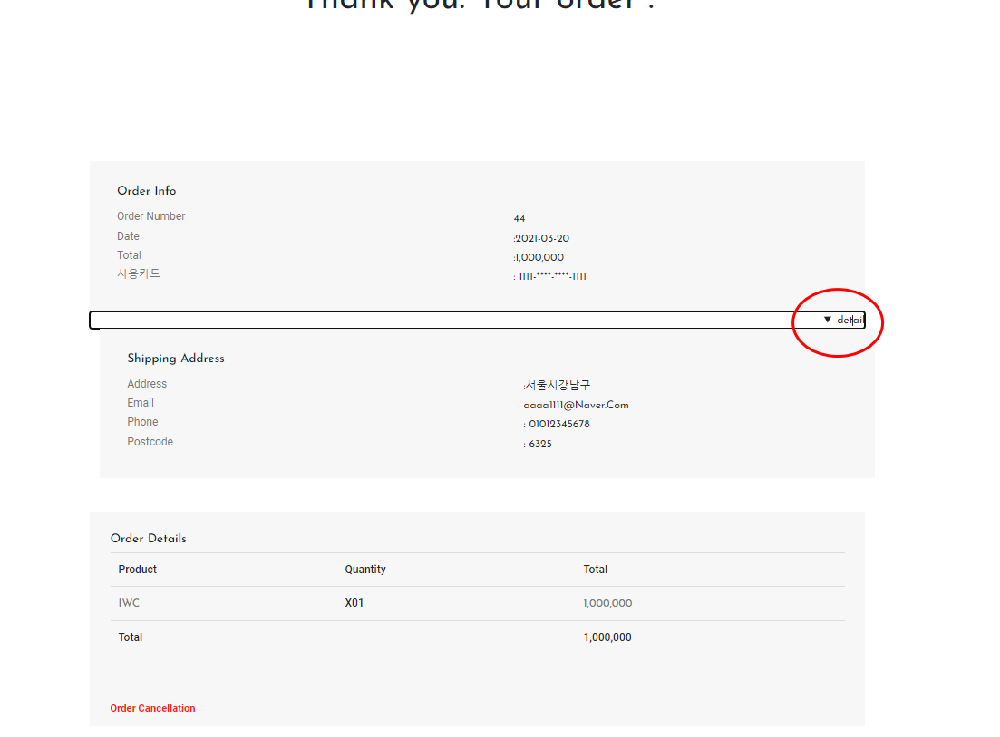 Thank you. Your order .
Order Info
Order Number 44
Date :2021-03-20
Total :1,000,000
사용카드 : 1111-****-****-1111
▼ detail
Shipping Address
Address :서울시강남구
Email aaaa1111@Naver.Com
Phone : 01012345678
Postcode : 6325
Order Details
Product Quantity Total
IWC X01 1,000,000
Total 1,000,000
Order Cancellation